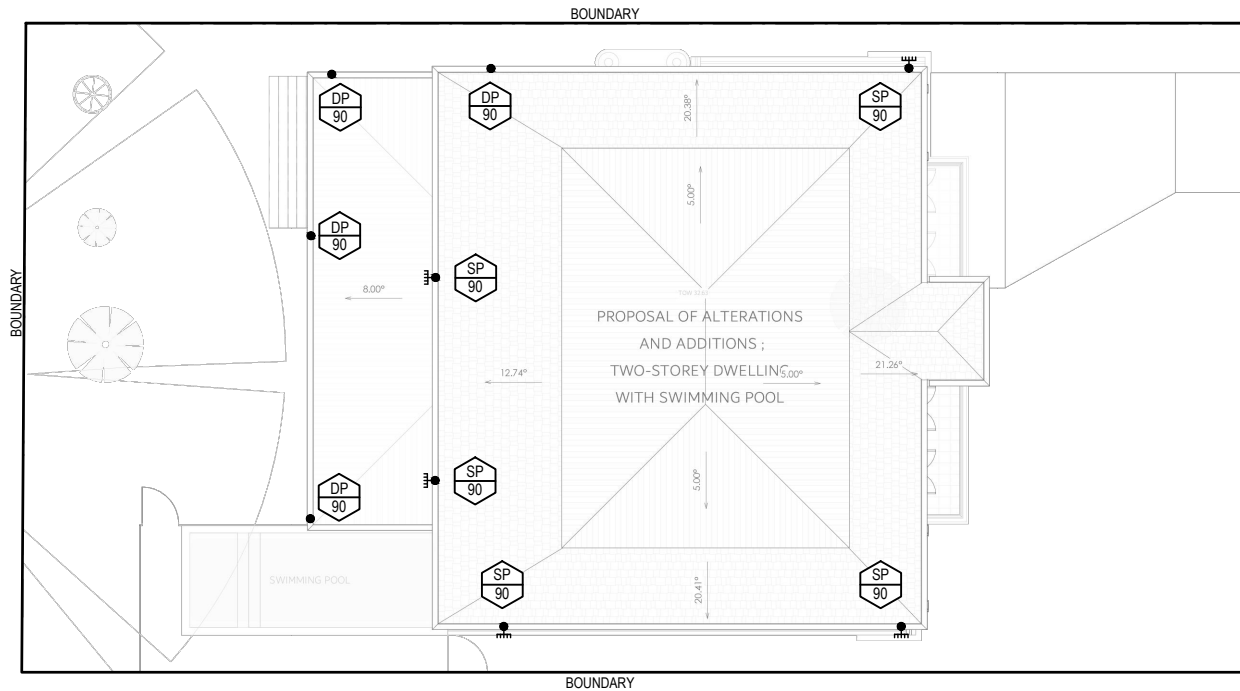 BOUNDARY
DP
90
DP
90
SP
90
20.38°
5.00°
DP
90
SP
90
8.00°
BOUNDARY
PROPOSAL OF ALTERATIONS
AND ADDITIONS ;
TWO-STOREY DWELLING
WITH SWIMMING POOL
12.74°
5.00°
21.26°
SP
90
DP
90
5.00°
SWIMMING POOL
SP
90
20.41°
SP
90
BOUNDARY